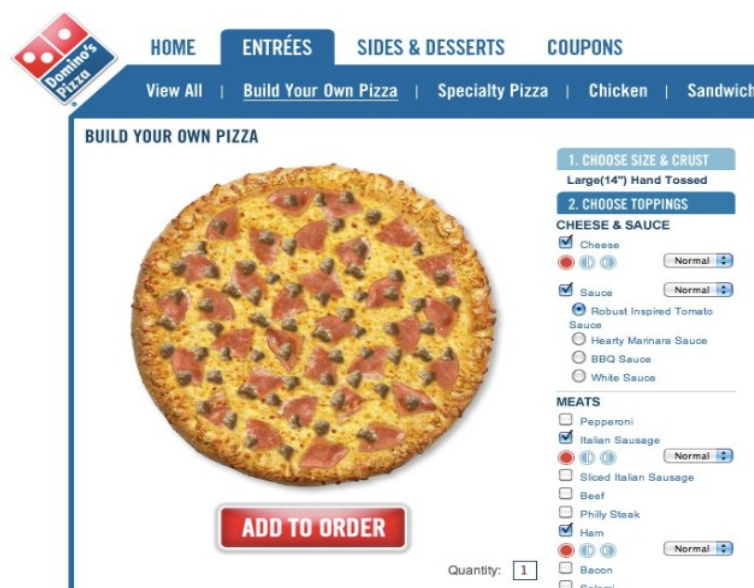 Domino's
Pizza
HOME
ENTRÉES
SIDES & DESSERTS
COUPONS
View All | Build Your Own Pizza | Specialty Pizza | Chicken | Sandwich
BUILD YOUR OWN PIZZA
1. CHOOSE SIZE & CRUST
Large(14") Hand Tossed
2. CHOOSE TOPPINGS
CHEESE & SAUCE
Cheese
Normal
Sauce
Normal
Robust Inspired Tomato
Sauce
Hearty Marinara Sauce
BBQ Sauce
White Sauce
MEATS
Pepperoni
Italian Sausage
Normal
Sliced Italian Sausage
Beef
Philly Steak
Ham
Normal
Bacon
ADD TO ORDER
Quantity: 1